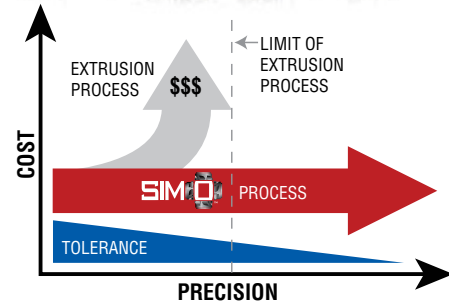 EXTRUSION
PROCESS
$$$
LIMIT OF
EXTRUSION
PROCESS
COST
SIMO PROCESS
TOLERANCE
PRECISION